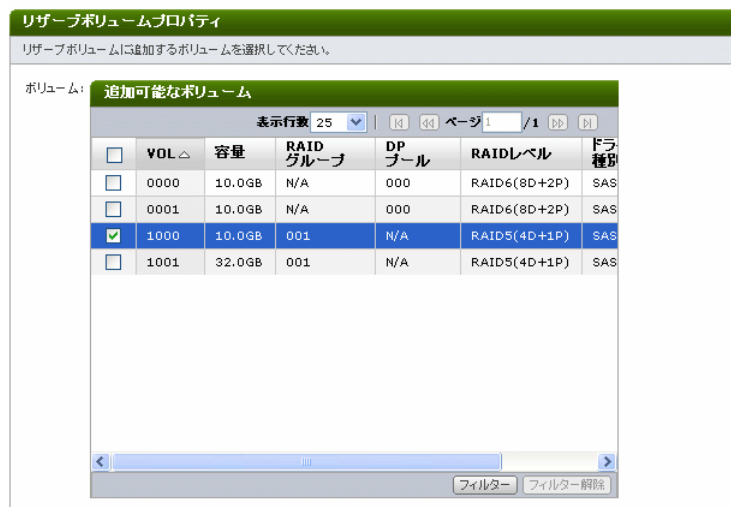 リザーブボリュームプロパティ
リザーブボリュームに追加するボリュームを選択してください。
ボリューム:
追加可能なボリューム
表示行数 25 ページ 1 /1
VOL 容量 RAID グループ DP プール RAIDレベル ドラ 種別
0000 10.0GB N/A 000 RAID6(8D+2P) SAS
0001 10.0GB N/A 000 RAID6(8D+2P) SAS
1000 10.0GB 001 N/A RAID5(4D+1P) SAS
1001 32.0GB 001 N/A RAID5(4D+1P) SAS
フィルター フィルター解除